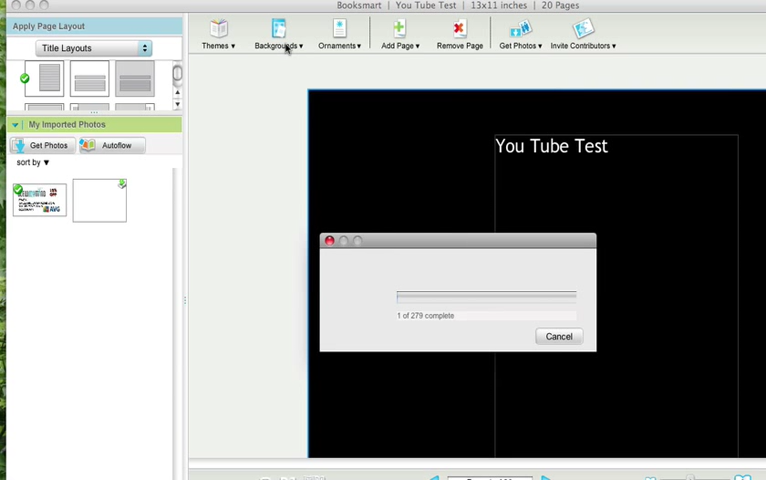 Booksmart | You Tube Test | 13x11 inches | 20 Pages
Apply Page Layout
Title Layouts
Themes ▾ Backgrounds ▾ Ornaments ▾ Add Page ▾ Remove Page Get Photos ▾ Invite Contributors ▾
My Imported Photos
Get Photos Autoflow
sort by ▼
AVG
You Tube Test
1 of 279 complete
Cancel